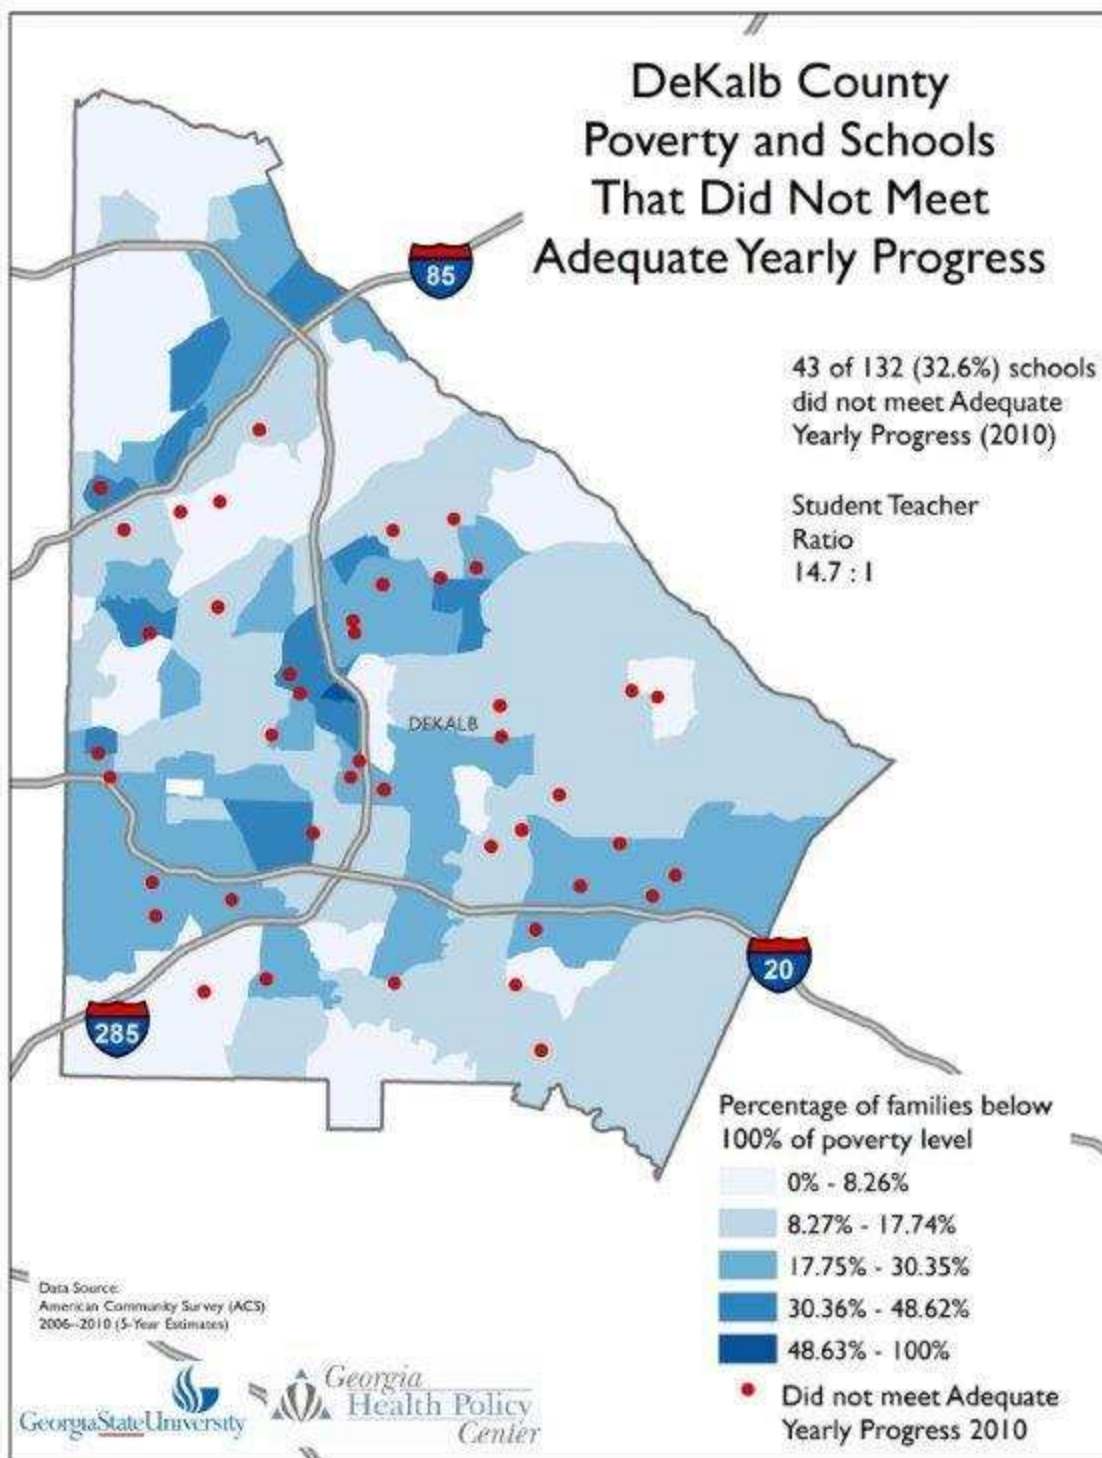 DeKalb County
Poverty and Schools
That Did Not Meet
Adequate Yearly Progress
85
43 of 132 (32.6%) schools
did not meet Adequate
Yearly Progress (2010)
Student Teacher
Ratio
14.7 : 1
DEKALB
20
285
Percentage of families below
100% of poverty level
0% - 8.26%
8.27% - 17.74%
17.75% - 30.35%
30.36% - 48.62%
48.63% - 100%
Did not meet Adequate
Yearly Progress 2010
Data Source:
American Community Survey (ACS)
2006--2010 (5-Year Estimates)
GeorgiaStateUniversity
Georgia
Health Policy
Center